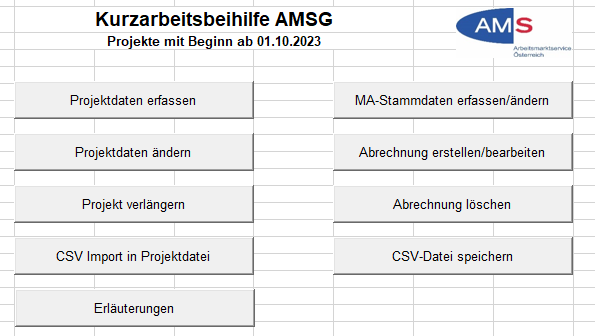 Kurzarbeitsbeihilfe AMSG
Projekte mit Beginn ab 01.10.2023
AMS
Arbeitsmarktservice
Österreich
Projektdaten erfassen
MA-Stammdaten erfassen/ändern
Projektdaten ändern
Abrechnung erstellen/bearbeiten
Projekt verlängern
Abrechnung löschen
CSV Import in Projektdatei
CSV-Datei speichern
Erläuterungen